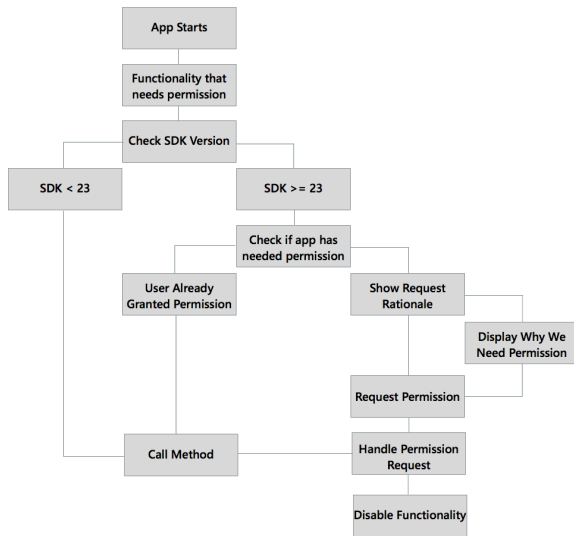 App Starts
Functionality that
needs permission
Check SDK Version
SDK < 23
SDK >= 23
Check if app has
needed permission
User Already
Granted Permission
Show Request
Rationale
Display Why We
Need Permission
Request Permission
Call Method
Handle Permission
Request
Disable Functionality